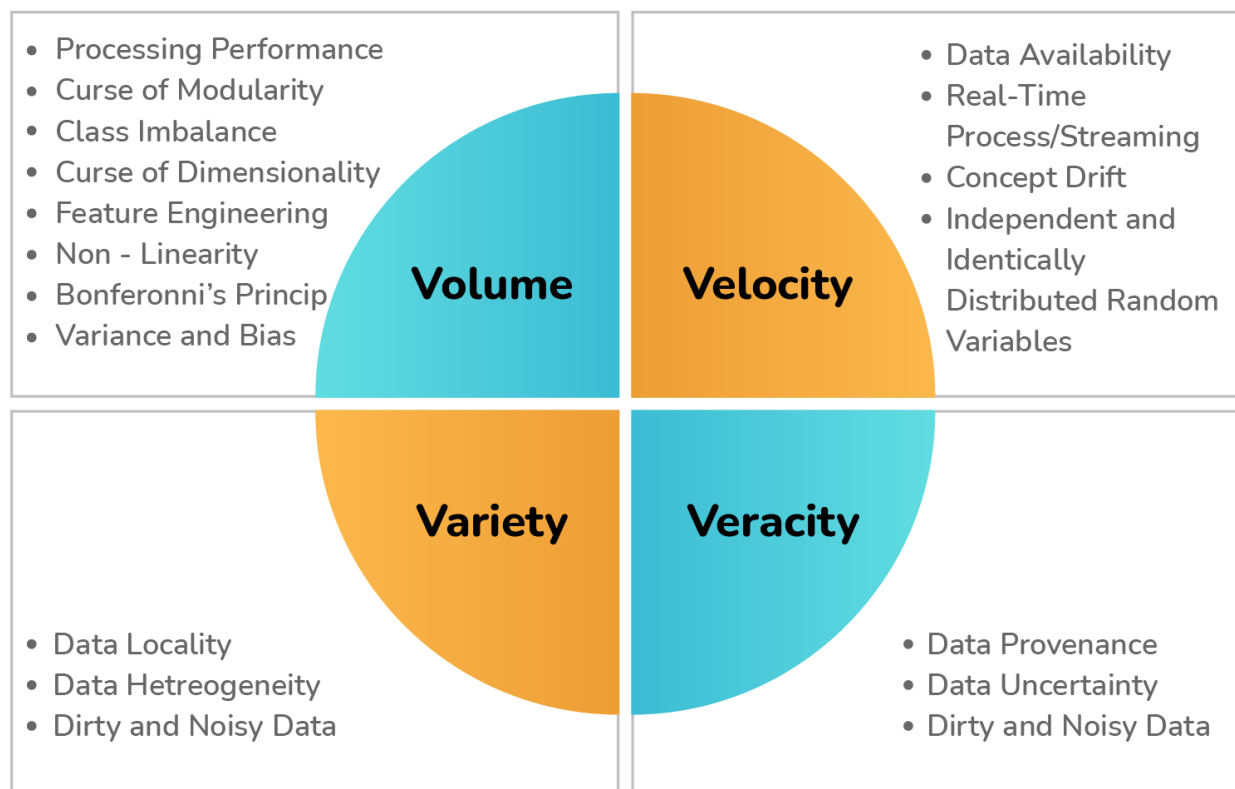 • Processing Performance
• Curse of Modularity
• Class Imbalance
• Curse of Dimensionality
• Feature Engineering
• Non - Linearity
• Bonferonni’s Princip
• Variance and Bias
Volume
Velocity
• Data Availability
• Real-Time
Process/Streaming
• Concept Drift
• Independent and
Identically
Distributed Random
Variables
Variety
• Data Locality
• Data Hetreogeneity
• Dirty and Noisy Data
Veracity
• Data Provenance
• Data Uncertainty
• Dirty and Noisy Data